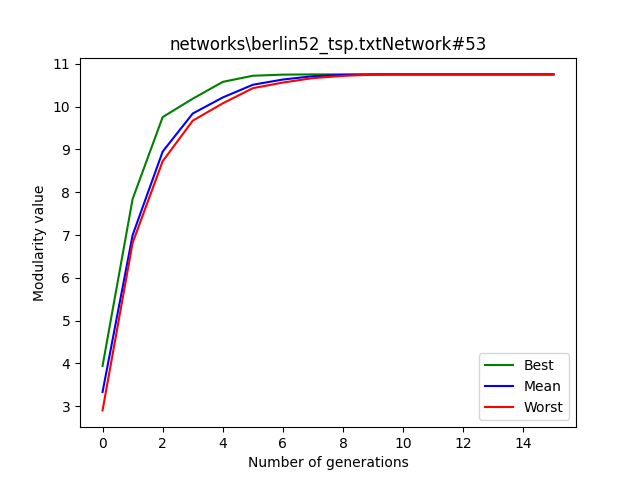 networks\berlin52_tsp.txtNetwork#53
11
10
9
8
7
6
5
4
3
Modularity value
0 2 4 6 8 10 12 14
Number of generations
Best
Mean
Worst